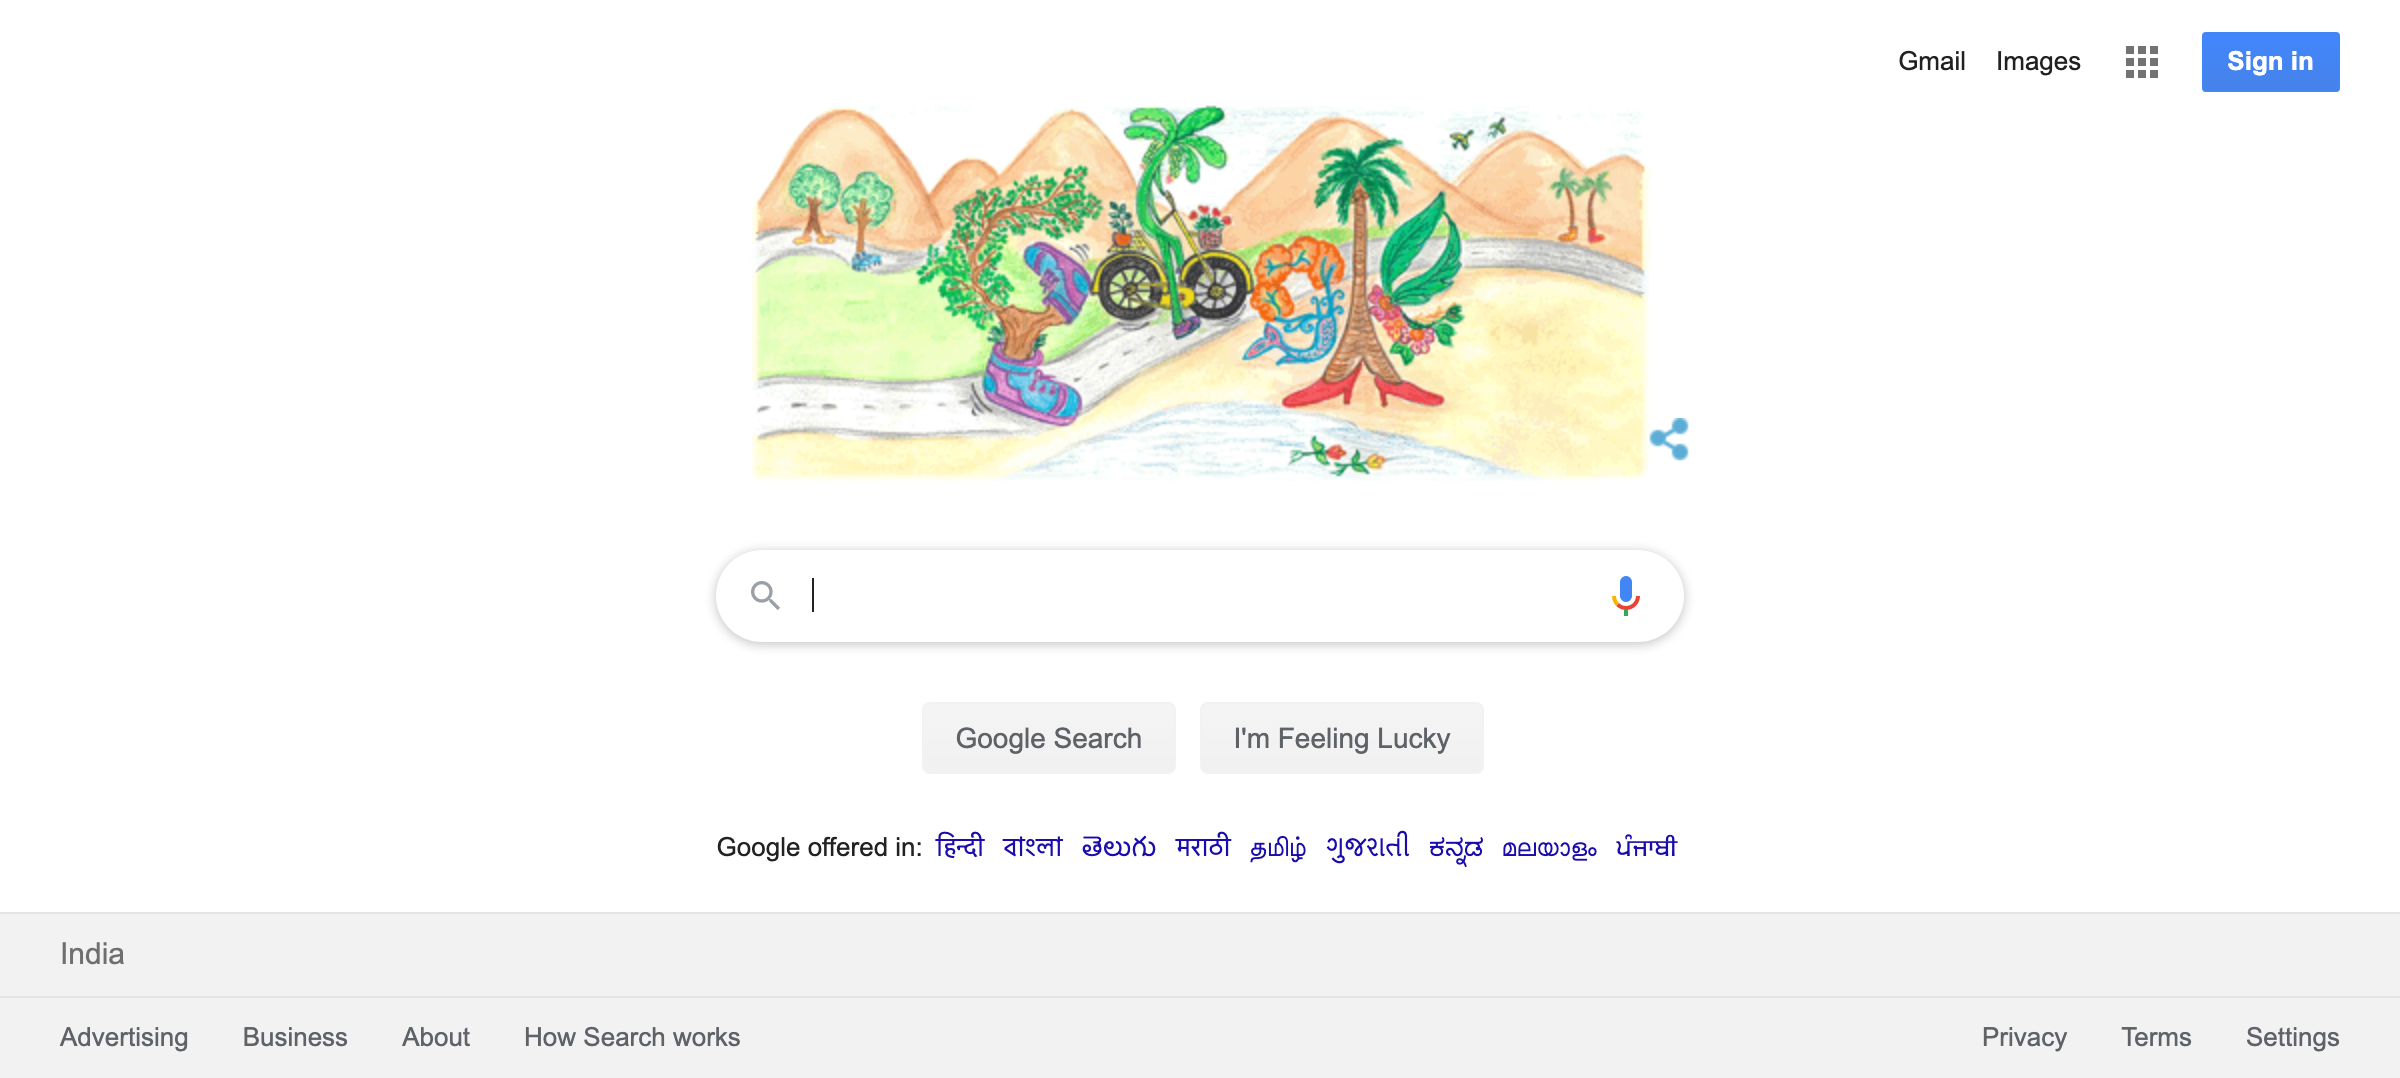 Gmail Images Sign in
Google Search I'm Feeling Lucky
Google offered in: हिन्दी বাংলা తెలుగు मराठी தமிழ் ગુજરાતી ಕನ್ನಡ മലയാളം ਪੰਜਾਬੀ
India
Advertising Business About How Search works Privacy Terms Settings